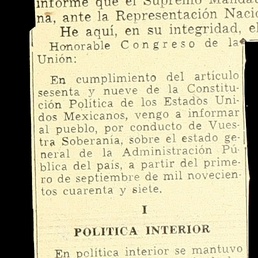 informe que el Supremo Manda
na, ante la Representación Naci
He aquí, en su integridad, el
Honorable Congreso de la
Unión:
En cumplimiento del artículo
sesenta y nueve de la Constitu-
ción Política de los Estados Uni-
dos Mexicanos, vengo a informar
al pueblo, por conducto de Vues-
tra Soberanía, sobre el estado ge-
neral de la Administración Pú-
blica del país, a partir del prime-
ro de septiembre de mil novecien-
tos cuarenta y siete.
I
POLITICA INTERIOR
En política interior se mantuvo